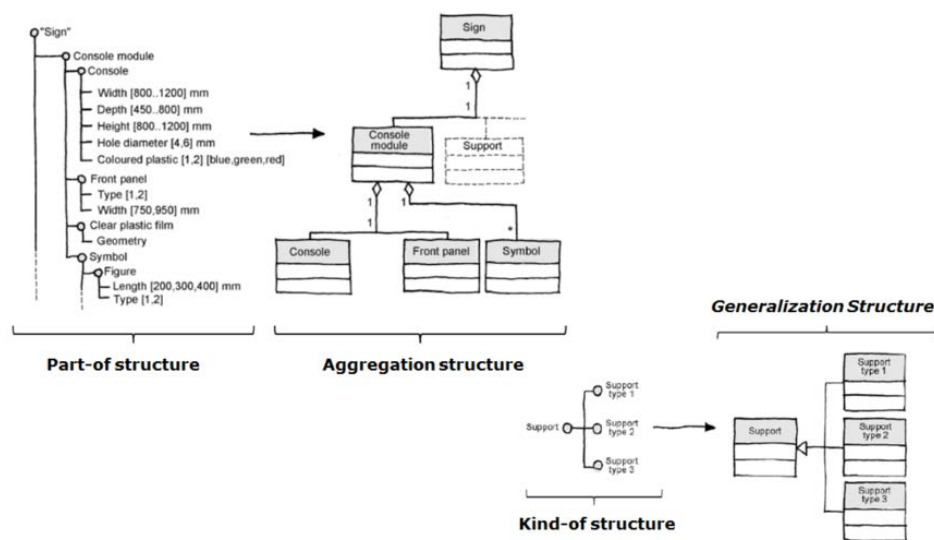 "Sign"
Console module
Console
Width [800..1200] mm
Depth [450..800] mm
Height [800..1200] mm
Hole diameter [4,6] mm
Coloured plastic [1,2] [blue,green,red]
Front panel
Type [1,2]
Width [750,950] mm
Clear plastic film
Geometry
Symbol
Figure
Length [200,300,400] mm
Type [1,2]
Part-of structure
Sign
1
1
Console
module
Support
1
1
*
Console
Front panel
Symbol
Aggregation structure
Support
Support
type 1
Support
type 2
Support
type 3
Kind-of structure
Generalization Structure
Support
Support
type 1
Support
type 2
Support
type 3